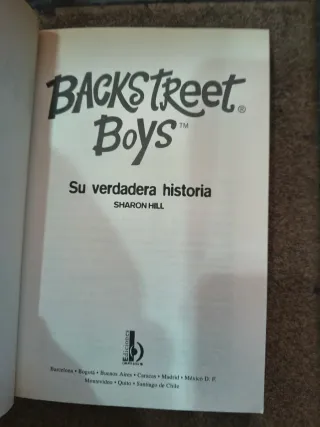 BACKSTREET®
BOYS™
Su verdadera historia
SHARON HILL
Ediciones
Barcelona • Bogotá • Buenos Aires • Caracas • Madrid • México D. F.
Montevideo • Quito • Santiago de Chile